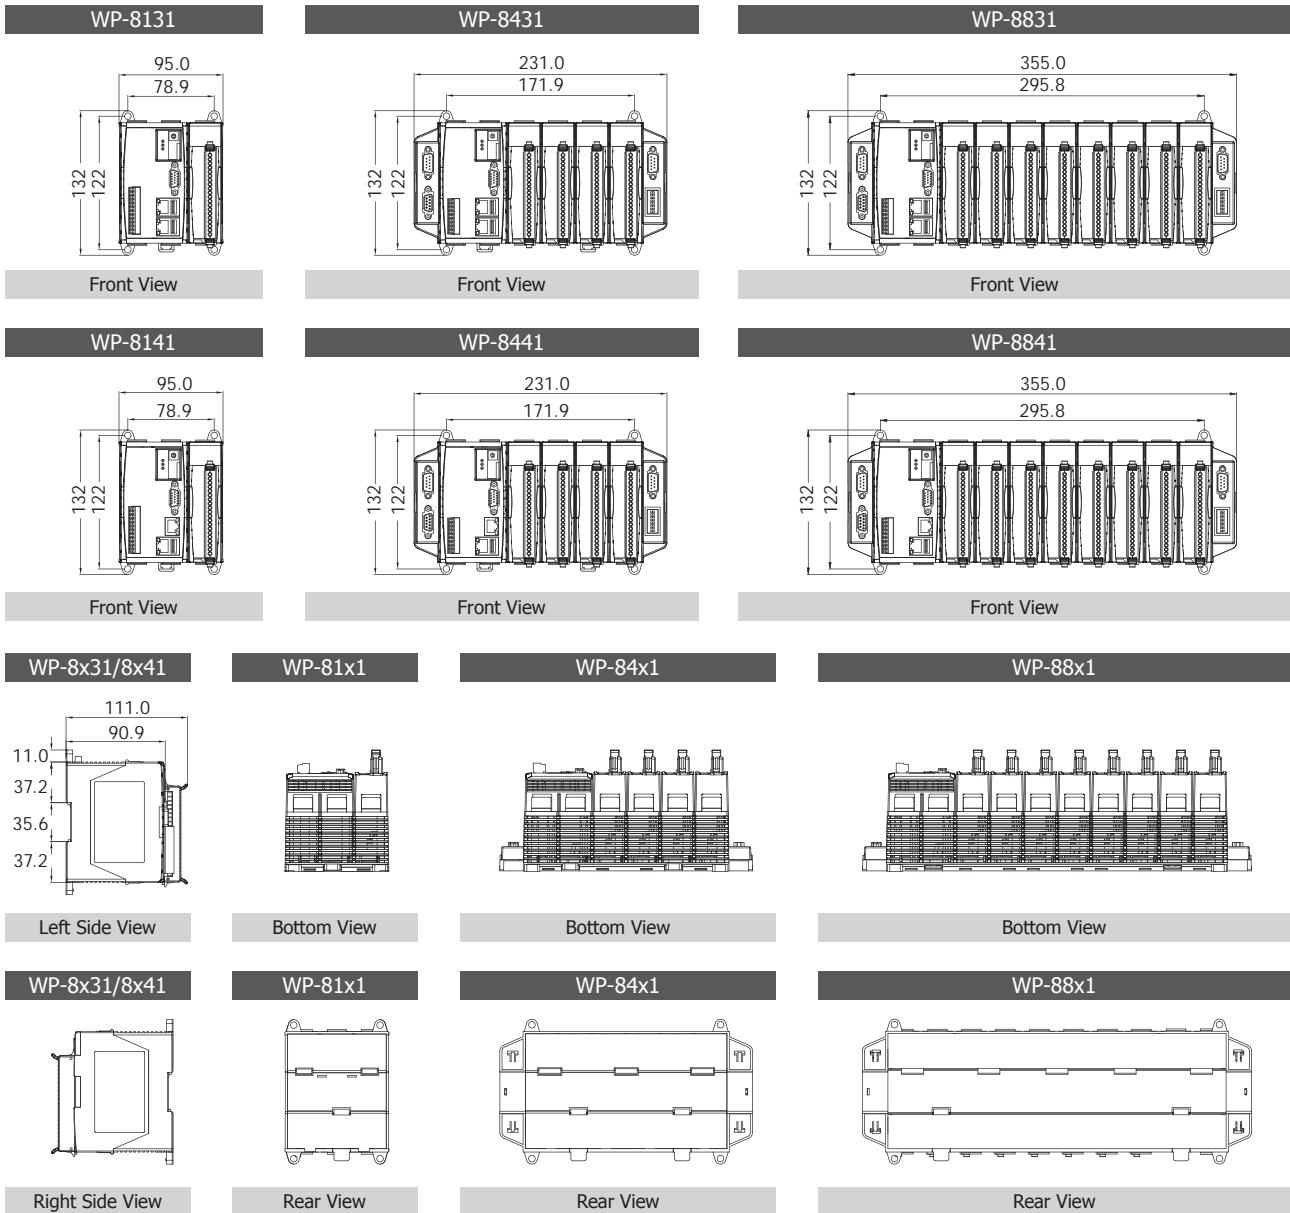 WP-8131
WP-8431
WP-8831
95.0
78.9
132
122
231.0
171.9
132
122
355.0
295.8
132
122
Front View
Front View
Front View
WP-8141
WP-8441
WP-8841
95.0
78.9
132
122
231.0
171.9
132
122
355.0
295.8
132
122
Front View
Front View
Front View
WP-8x31/8x41
WP-81x1
WP-84x1
WP-88x1
111.0
90.9
11.0
37.2
35.6
37.2
Left Side View
Bottom View
Bottom View
Bottom View
WP-8x31/8x41
WP-81x1
WP-84x1
WP-88x1
Right Side View
Rear View
Rear View
Rear View